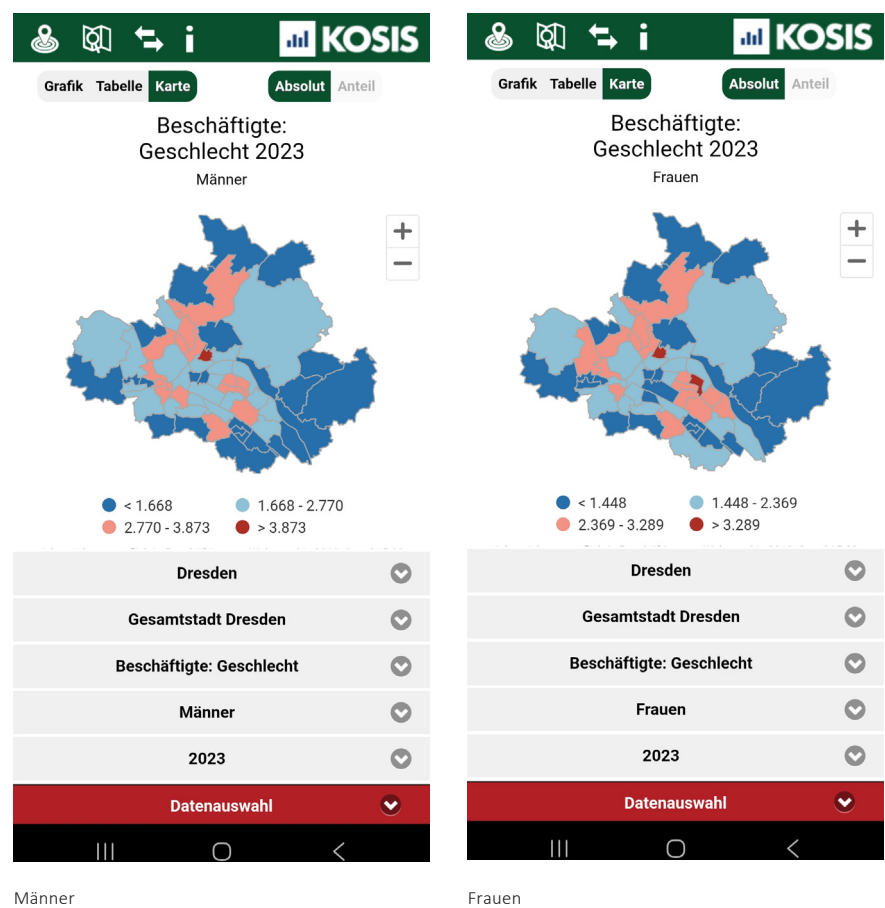 KOSIS
Grafik Tabelle Karte Absolut Anteil
Beschäftigte:
Geschlecht 2023
Männer
+
−
< 1.668 1.668 - 2.770
2.770 - 3.873 > 3.873
Dresden
Gesamtstadt Dresden
Beschäftigte: Geschlecht
Männer
2023
Datenauswahl
Männer
KOSIS
Grafik Tabelle Karte Absolut Anteil
Beschäftigte:
Geschlecht 2023
Frauen
+
−
< 1.448 1.448 - 2.369
2.369 - 3.289 > 3.289
Dresden
Gesamtstadt Dresden
Beschäftigte: Geschlecht
Frauen
2023
Datenauswahl
Frauen